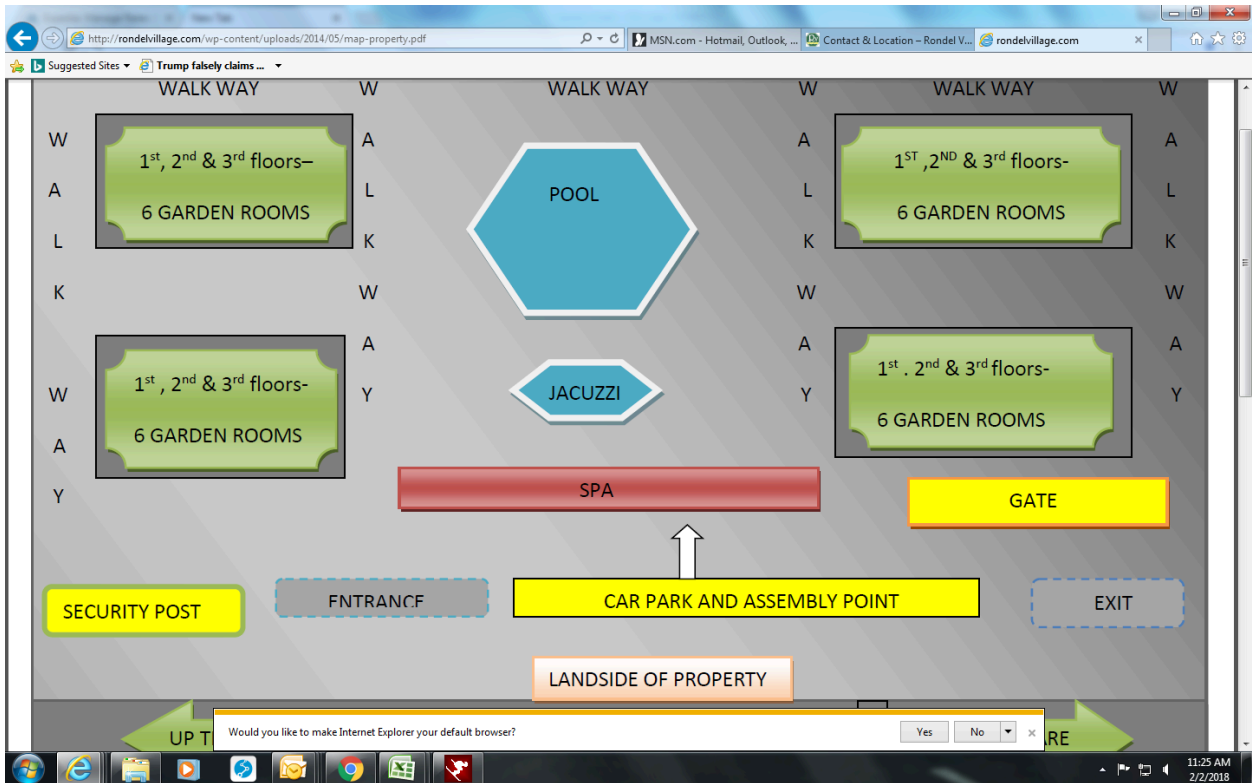 http://rondelvillage.com/wp-content/uploads/2014/05/map-property.pdf
MSN.com - Hotmail, Outlook, ...
Contact & Location – Rondel V...
rondelvillage.com
Suggested Sites
Trump falsely claims ...
WALK WAY
WALK WAY
WALK WAY
W
A
L
K
W
A
Y
1st, 2nd & 3rd floors–
6 GARDEN ROOMS
W
A
L
K
W
A
Y
POOL
W
A
L
K
W
A
Y
1ST ,2ND & 3rd floors-
6 GARDEN ROOMS
W
A
L
K
W
A
Y
1st , 2nd & 3rd floors-
6 GARDEN ROOMS
JACUZZI
1st . 2nd & 3rd floors-
6 GARDEN ROOMS
SPA
GATE
SECURITY POST
ENTRANCE
CAR PARK AND ASSEMBLY POINT
EXIT
LANDSIDE OF PROPERTY
UP
Would you like to make Internet Explorer your default browser?
Yes
No
11:25 AM
2/2/2018